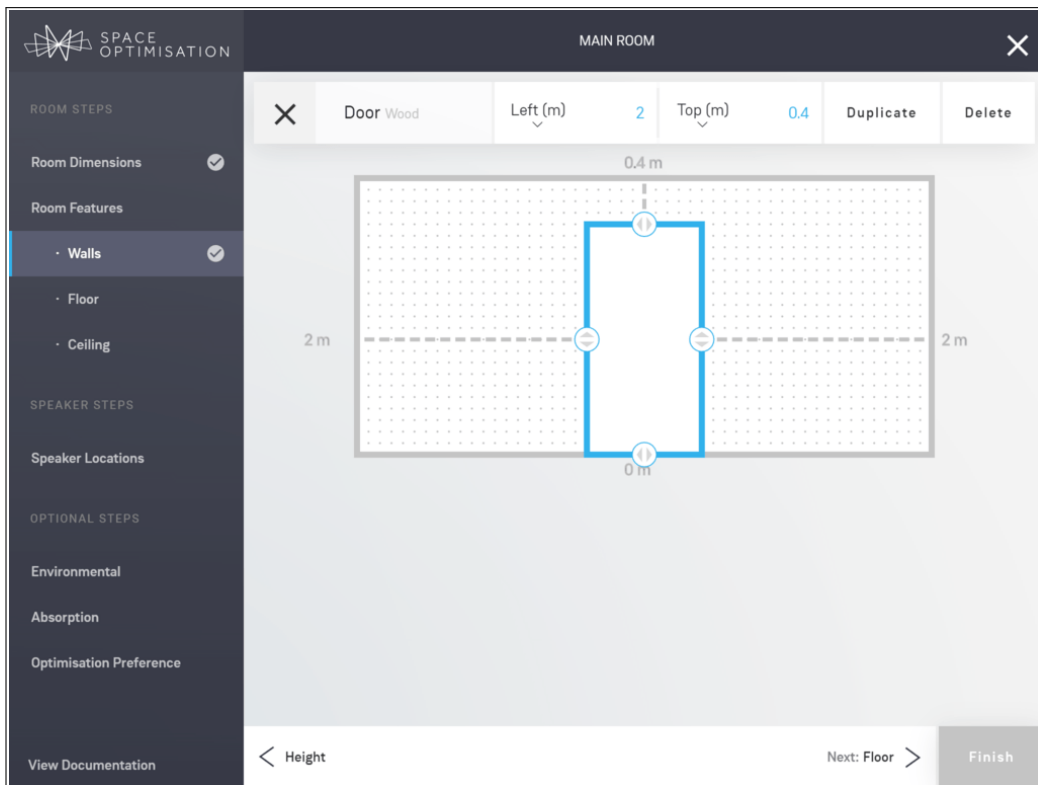 SPACE
OPTIMISATION
MAIN ROOM
ROOM STEPS
Room Dimensions
Room Features
· Walls
· Floor
· Ceiling
SPEAKER STEPS
Speaker Locations
OPTIONAL STEPS
Environmental
Absorption
Optimisation Preference
View Documentation
Door Wood Left (m) 2 Top (m) 0.4 Duplicate Delete
0.4 m
2 m 2 m
0 m
Height Next: Floor Finish